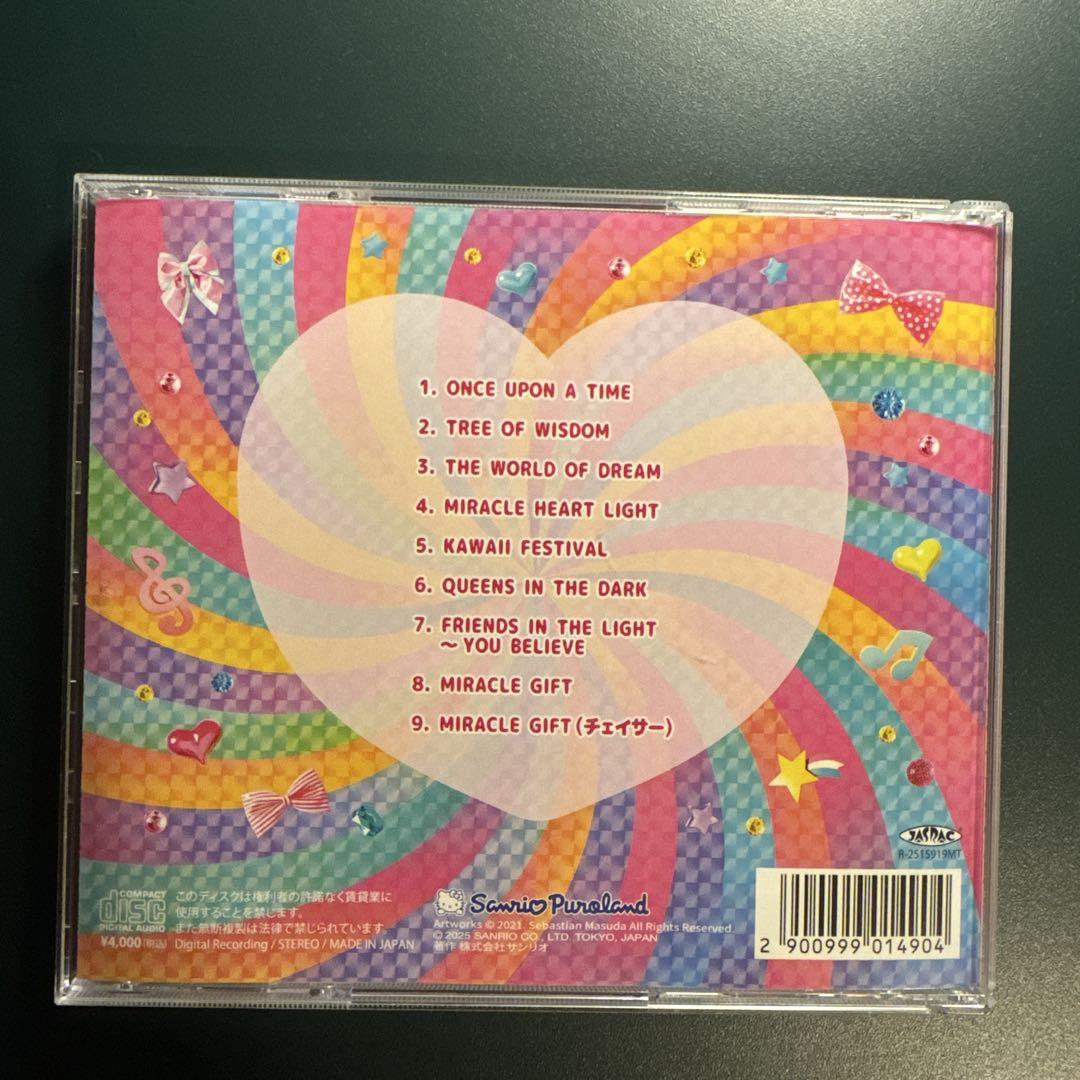 1. ONCE UPON A TIME
2. TREE OF WISDOM
3. THE WORLD OF DREAM
4. MIRACLE HEART LIGHT
5. KAWAII FESTIVAL
6. QUEENS IN THE DARK
7. FRIENDS IN THE LIGHT
～YOU BELIEVE
8. MIRACLE GIFT
9. MIRACLE GIFT(チェイサー)
JASRAC
R-2515919MT
COMPACT
disc
DIGITAL AUDIO
¥4,000(税込)
このディスクは権利者の許諾なく賃貸業に
使用することを禁じます。
また無断複製は法律で禁じられています。
Digital Recording / STEREO / MADE IN JAPAN
Sanrio Puroland
Artworks © 2021. Sebastian Masuda All Rights Reserved
© 2025 SANRIO CO., LTD. TOKYO, JAPAN
著作 株式会社サンリオ
2 900999 014904